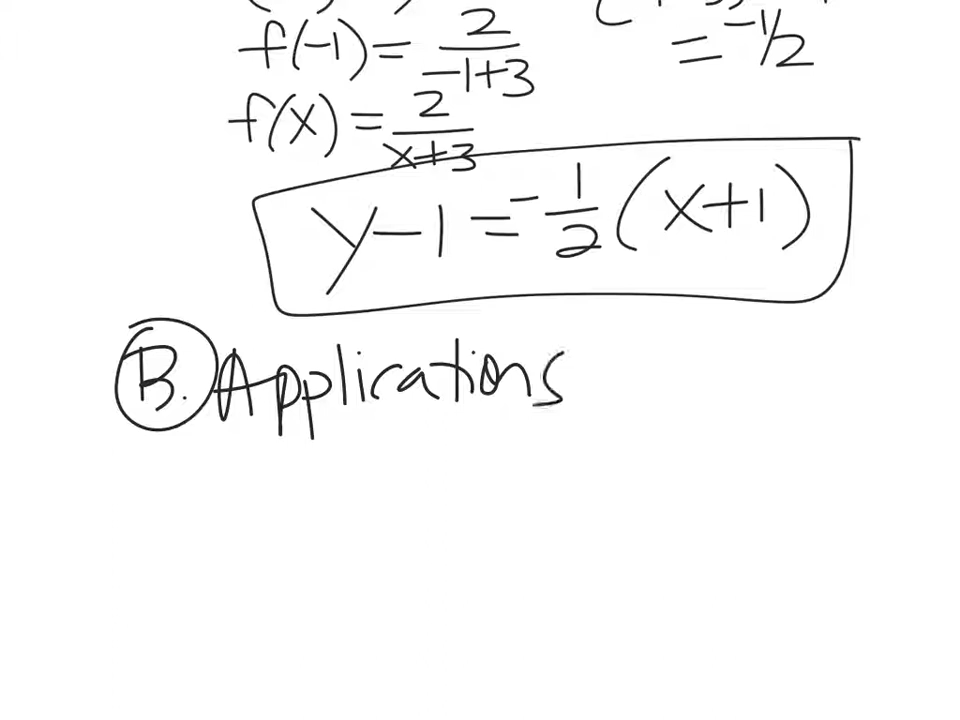 f(-1) = 2/(-1+3)
= -1/2
f(x) = 2/(x+3)
y-1 = -1/2 (x+1)
B. Applications